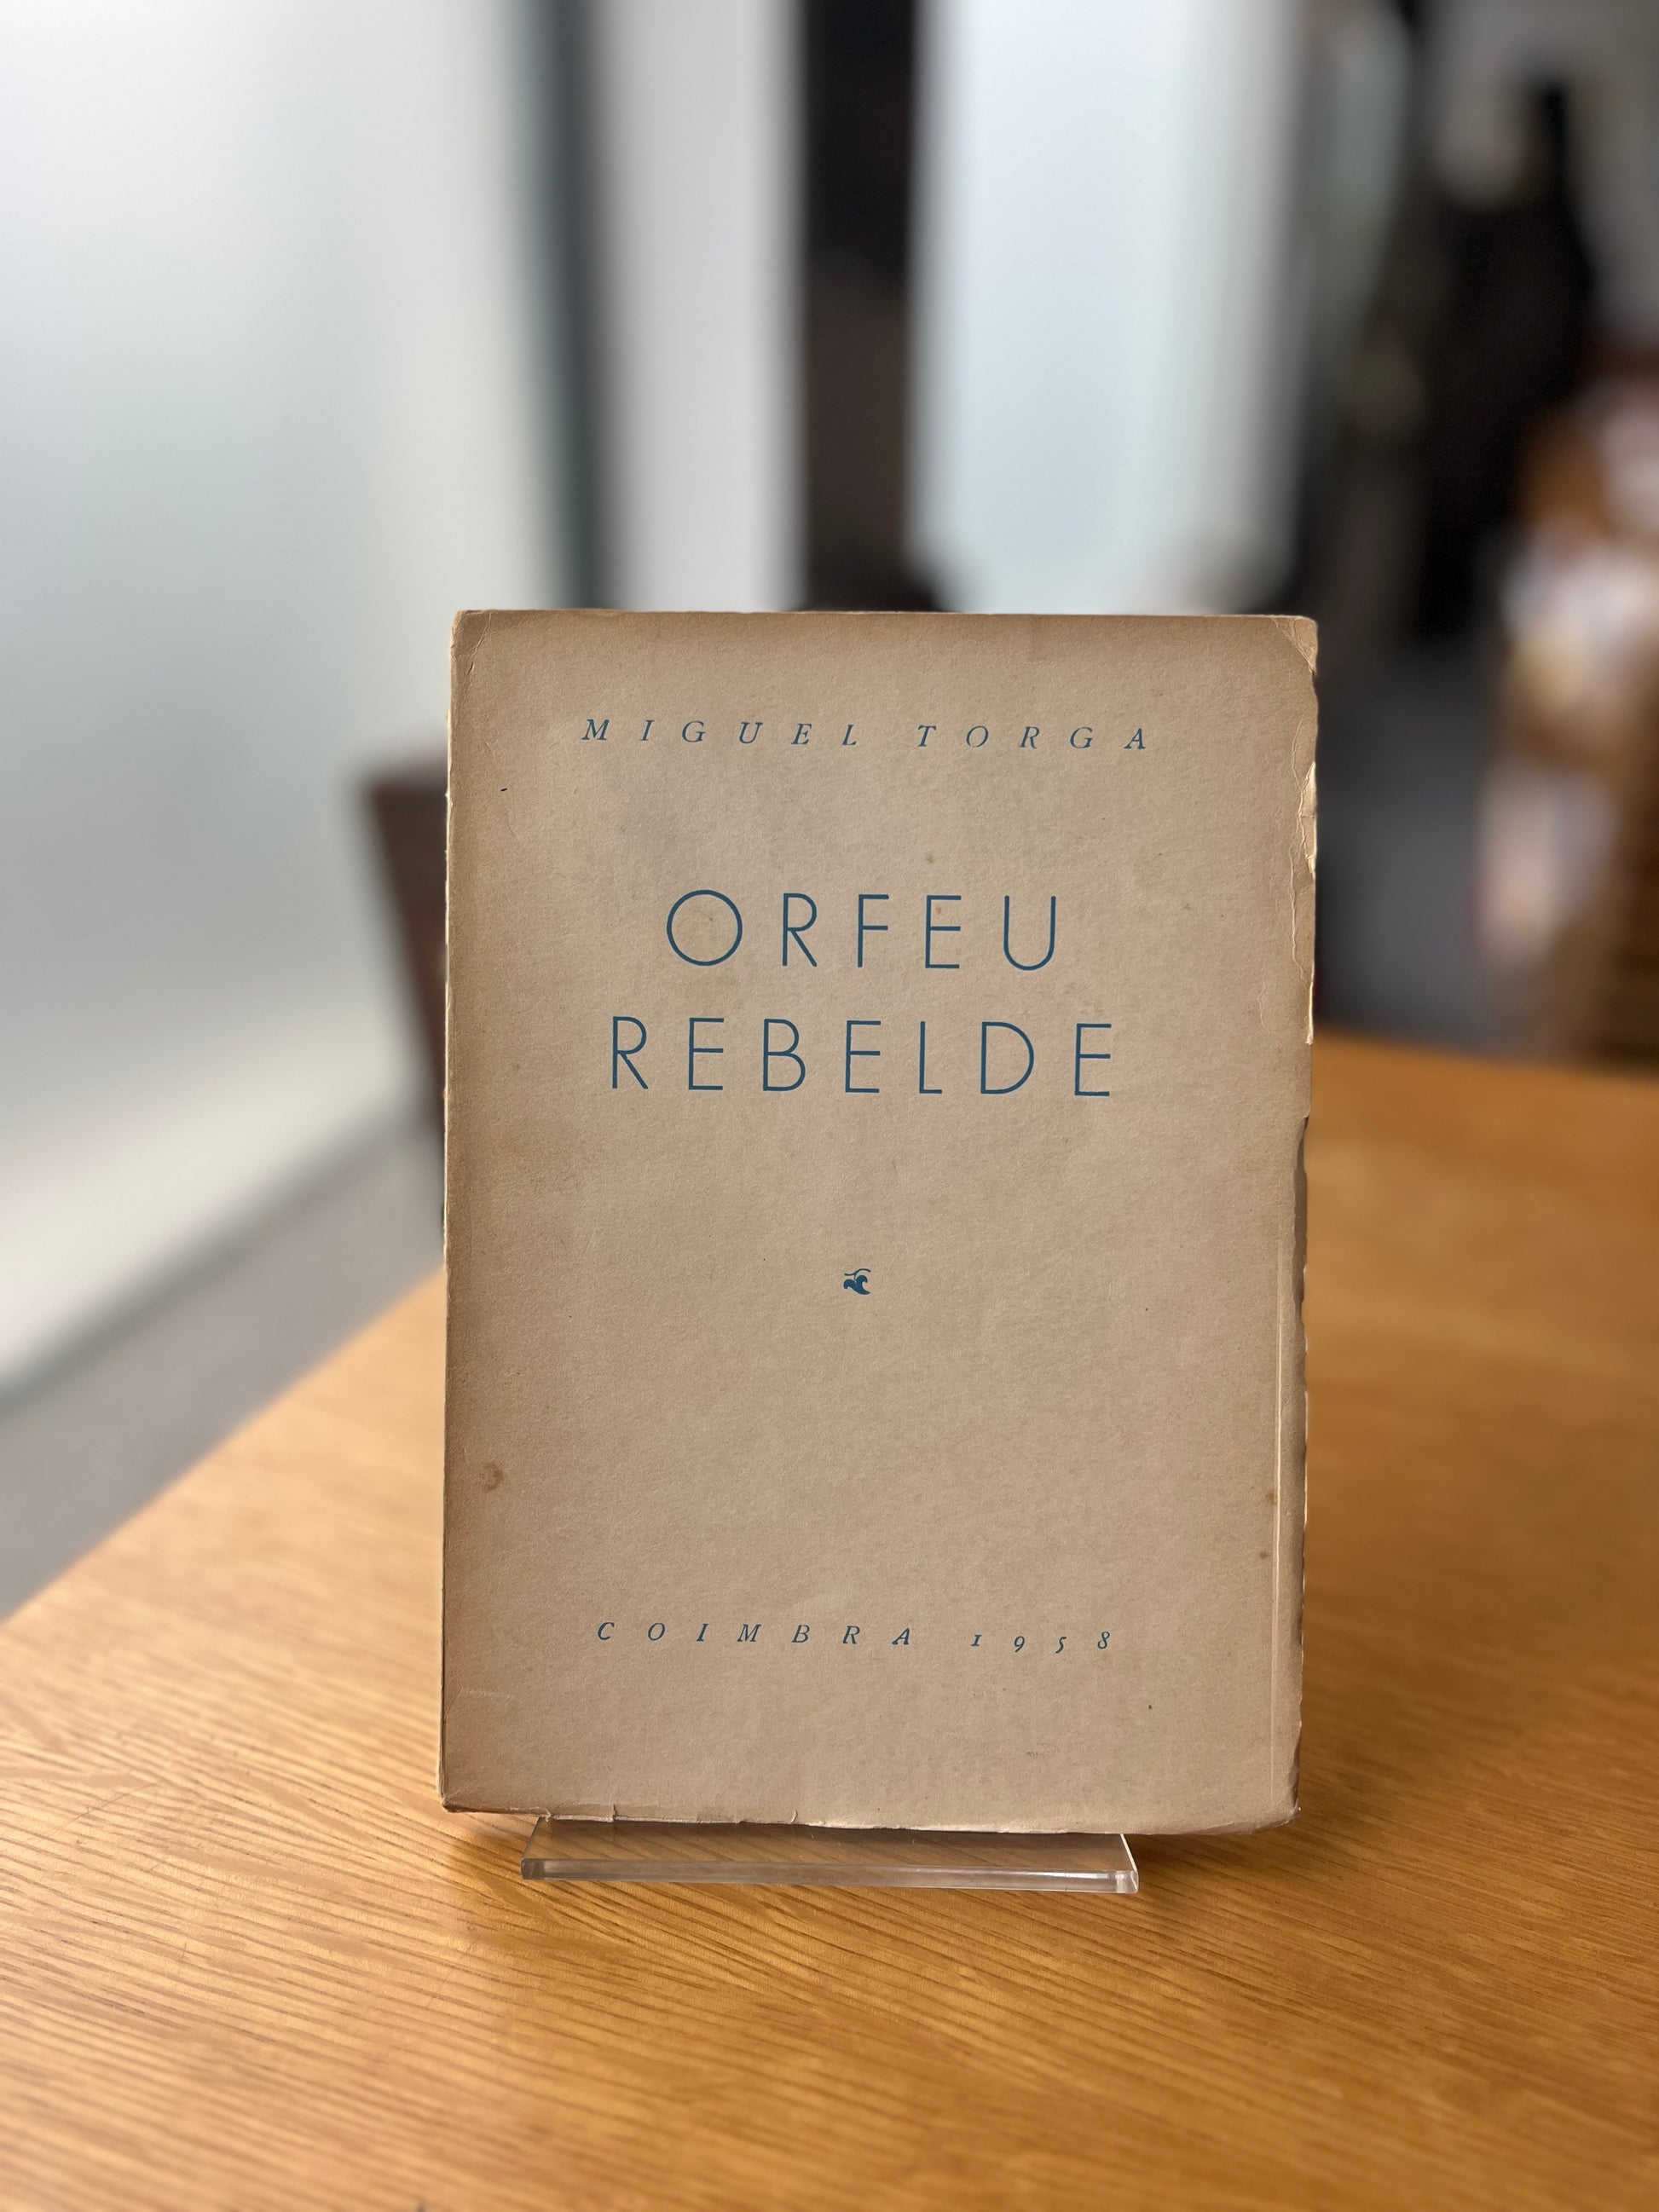 MIGUEL TORGA
ORFEU
REBELDE
COIMBRA 1958